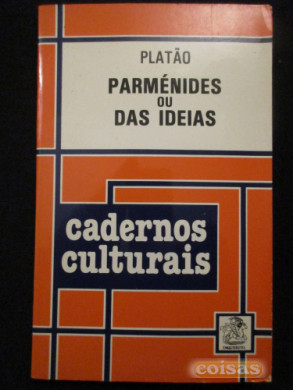 PLATÃO
PARMÉNIDES
OU
DAS IDEIAS
cadernos
culturais
coisas